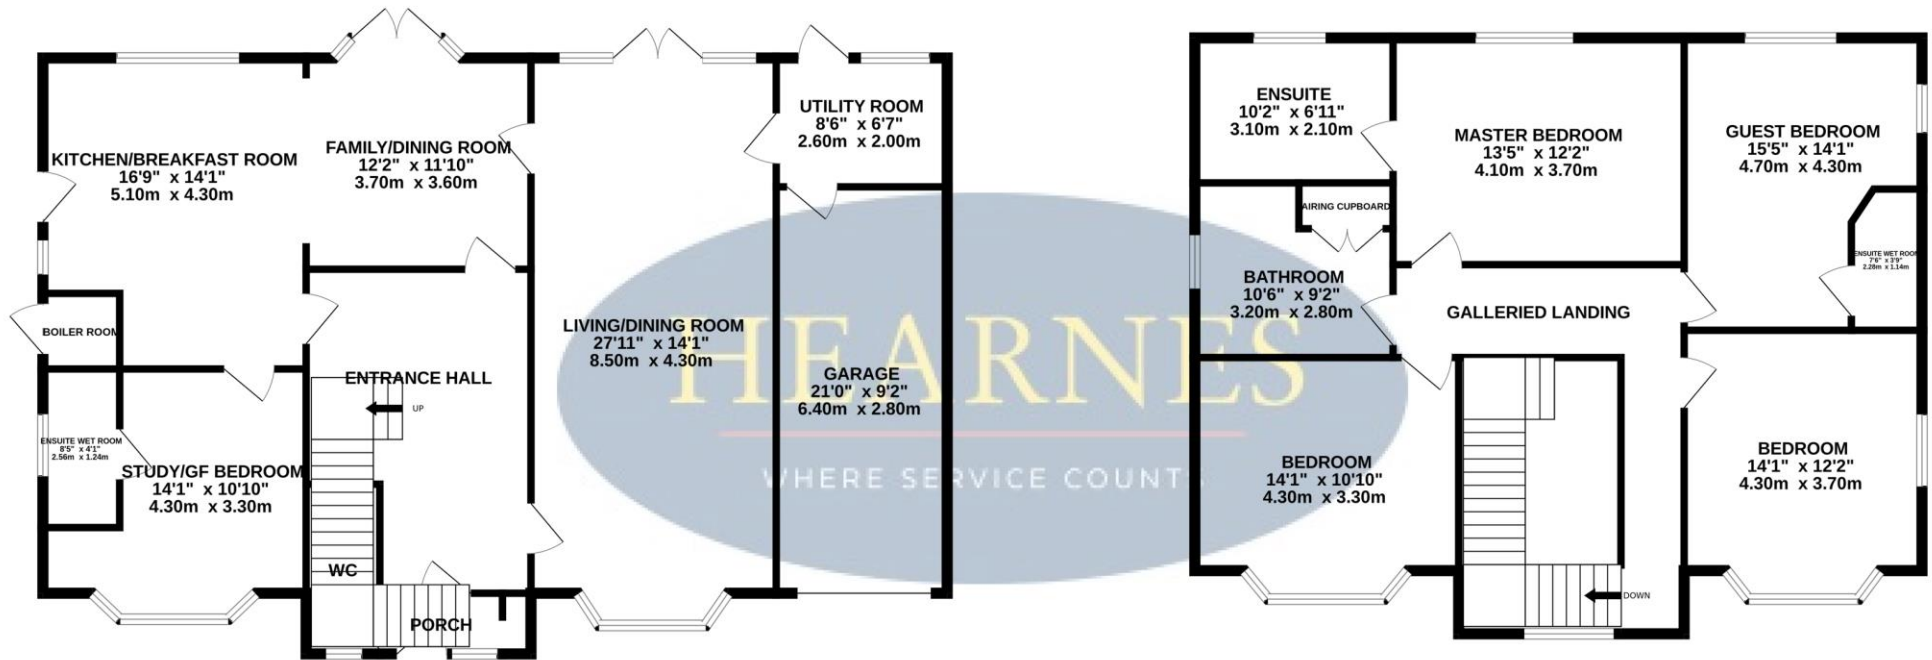 KITCHEN/BREAKFAST ROOM
16'9" x 14'1"
5.10m x 4.30m
FAMILY/DINING ROOM
12'2" x 11'10"
3.70m x 3.60m
UTILITY ROOM
8'6" x 6'7"
2.60m x 2.00m
BOILER ROOM
ENTRANCE HALL
UP
LIVING/DINING ROOM
27'11" x 14'1"
8.50m x 4.30m
GARAGE
21'0" x 9'2"
6.40m x 2.80m
ENSUITE WET ROOM
8'5" x 4'1"
2.56m x 1.24m
STUDY/GF BEDROOM
14'1" x 10'10"
4.30m x 3.30m
WC
PORCH
HEARNES
WHERE SERVICE COUNTS
ENSUITE
10'2" x 6'11"
3.10m x 2.10m
MASTER BEDROOM
13'5" x 12'2"
4.10m x 3.70m
GUEST BEDROOM
15'5" x 14'1"
4.70m x 4.30m
AIRING CUPBOARD
ENSUITE WET ROOM
7'6" x 3'9"
2.28m x 1.14m
BATHROOM
10'6" x 9'2"
3.20m x 2.80m
GALLERIED LANDING
BEDROOM
14'1" x 10'10"
4.30m x 3.30m
BEDROOM
14'1" x 12'2"
4.30m x 3.70m
DOWN